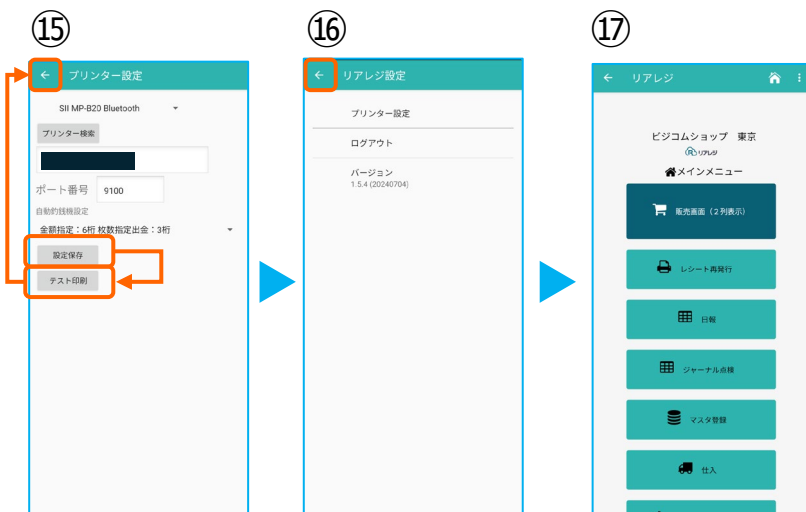 ⑮
← プリンター設定
SII MP-B20 Bluetooth
プリンター検索
ポート番号 9100
自動釣銭機設定
金額指定：6桁 枚数指定出金：3桁
設定保存
テスト印刷
⑯
← リアレジ設定
プリンター設定
ログアウト
バージョン
1.5.4 (20240704)
⑰
← リアレジ
ビジコムショップ 東京
R リアレジ
メインメニュー
販売画面（２列表示）
レシート再発行
日報
ジャーナル点検
マスタ登録
仕入